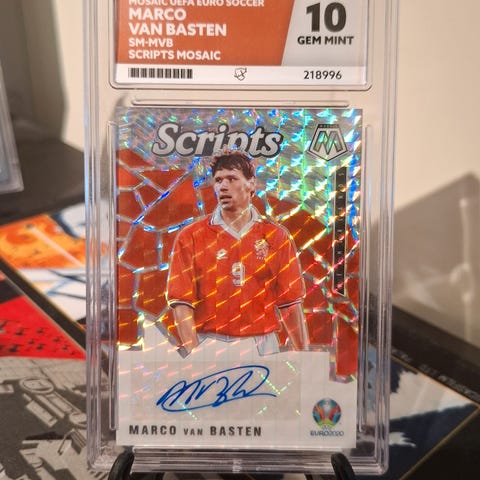 MOSAIC UEFA EURO SOCCER
MARCO
VAN BASTEN
SM-MVB
SCRIPTS MOSAIC
10
GEM MINT
218996
Scripts
M
9
MARCO VAN BASTEN
UEFA
EURO2020